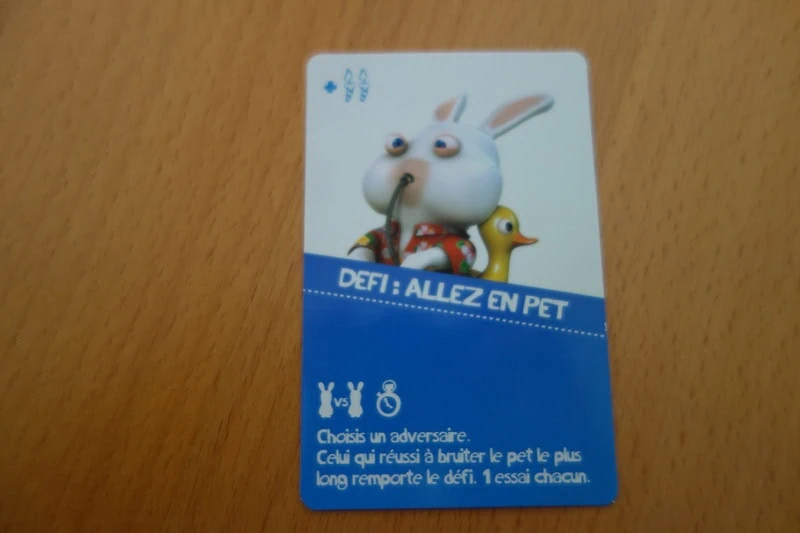 DEFI : ALLEZ EN PET
VS
Choisis un adversaire.
Celui qui réussi à bruiter le pet le plus
long remporte le défi. 1 essai chacun.